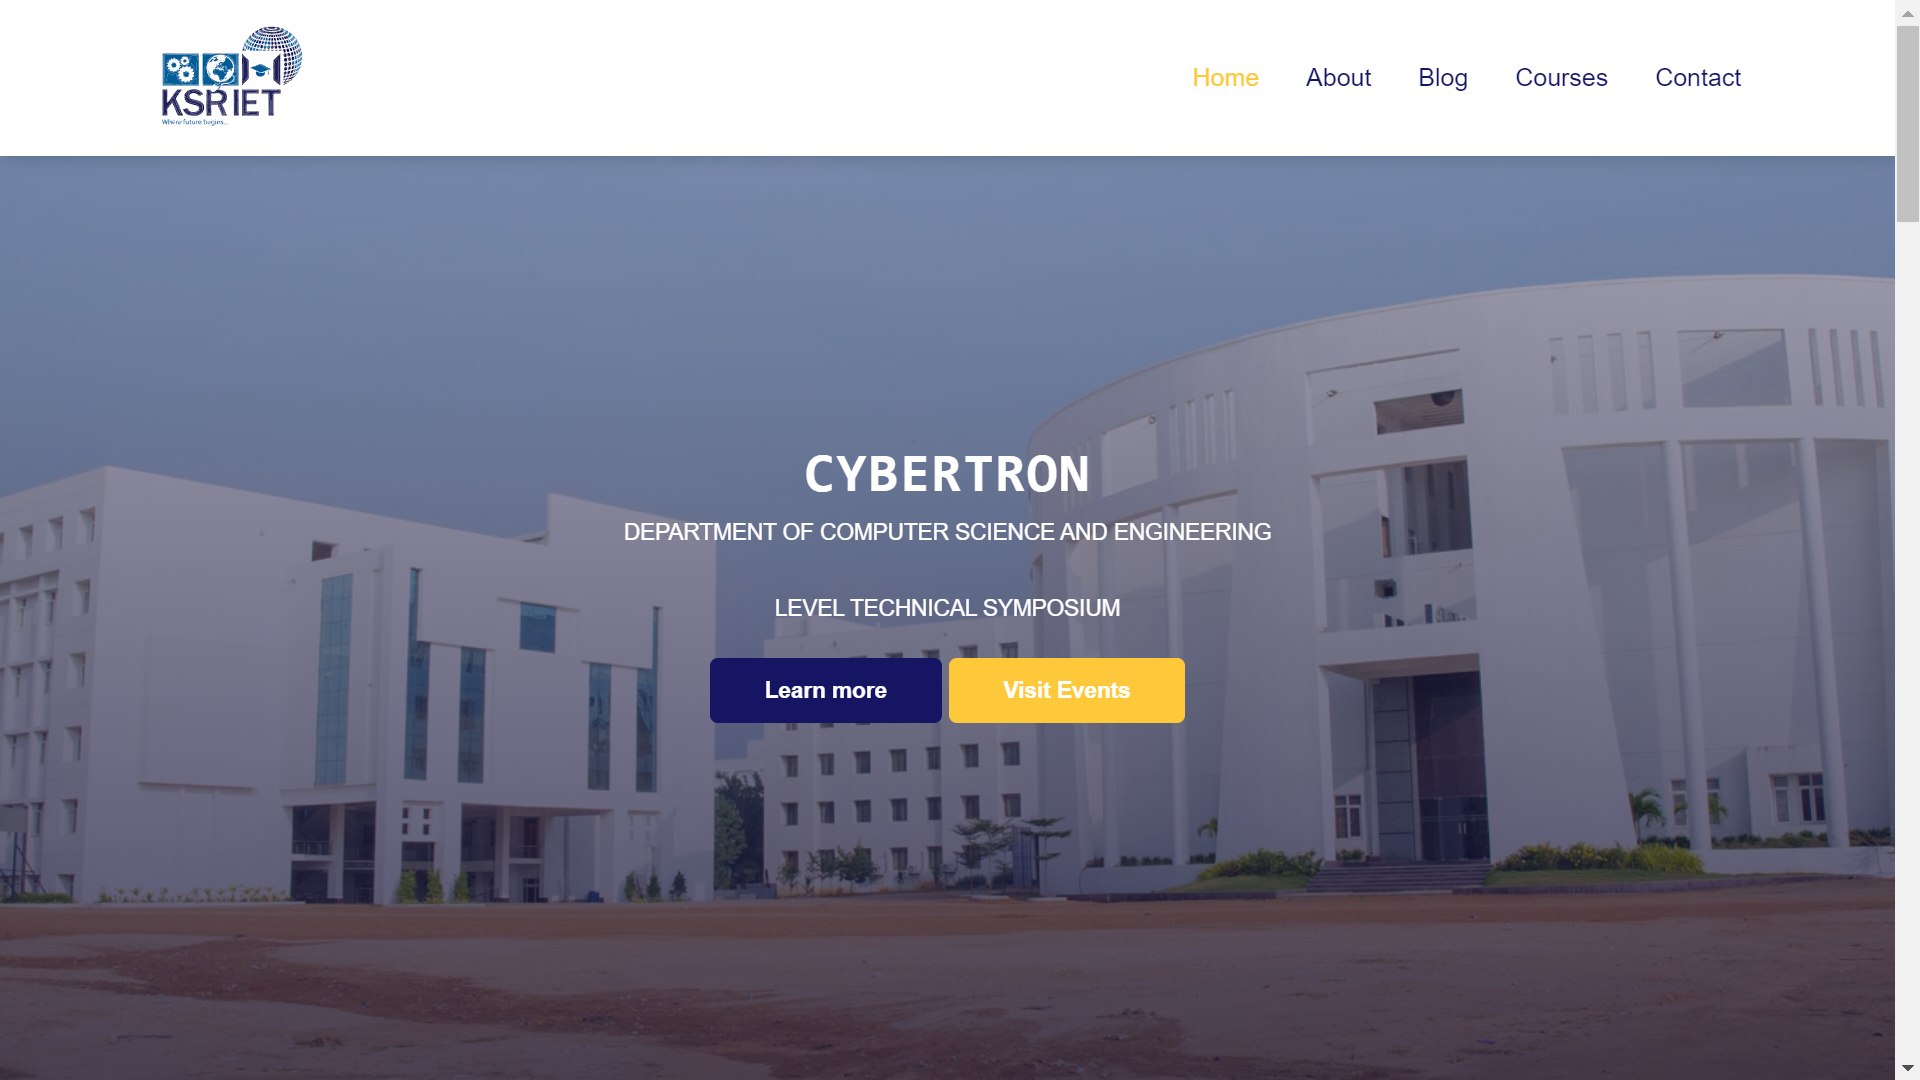 KSRIET
Where future begins...
Home
About
Blog
Courses
Contact
CYBERTRON
DEPARTMENT OF COMPUTER SCIENCE AND ENGINEERING
LEVEL TECHNICAL SYMPOSIUM
Learn more
Visit Events